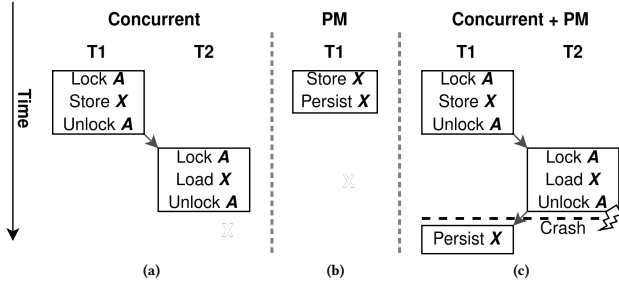 Concurrent
T1 T2
Lock A
Store X
Unlock A
Lock A
Load X
Unlock A
X
(a)
PM
T1
Store X
Persist X
X
(b)
Concurrent + PM
T1 T2
Lock A
Store X
Unlock A
Lock A
Load X
Unlock A
Crash
Persist X
(c)
Time